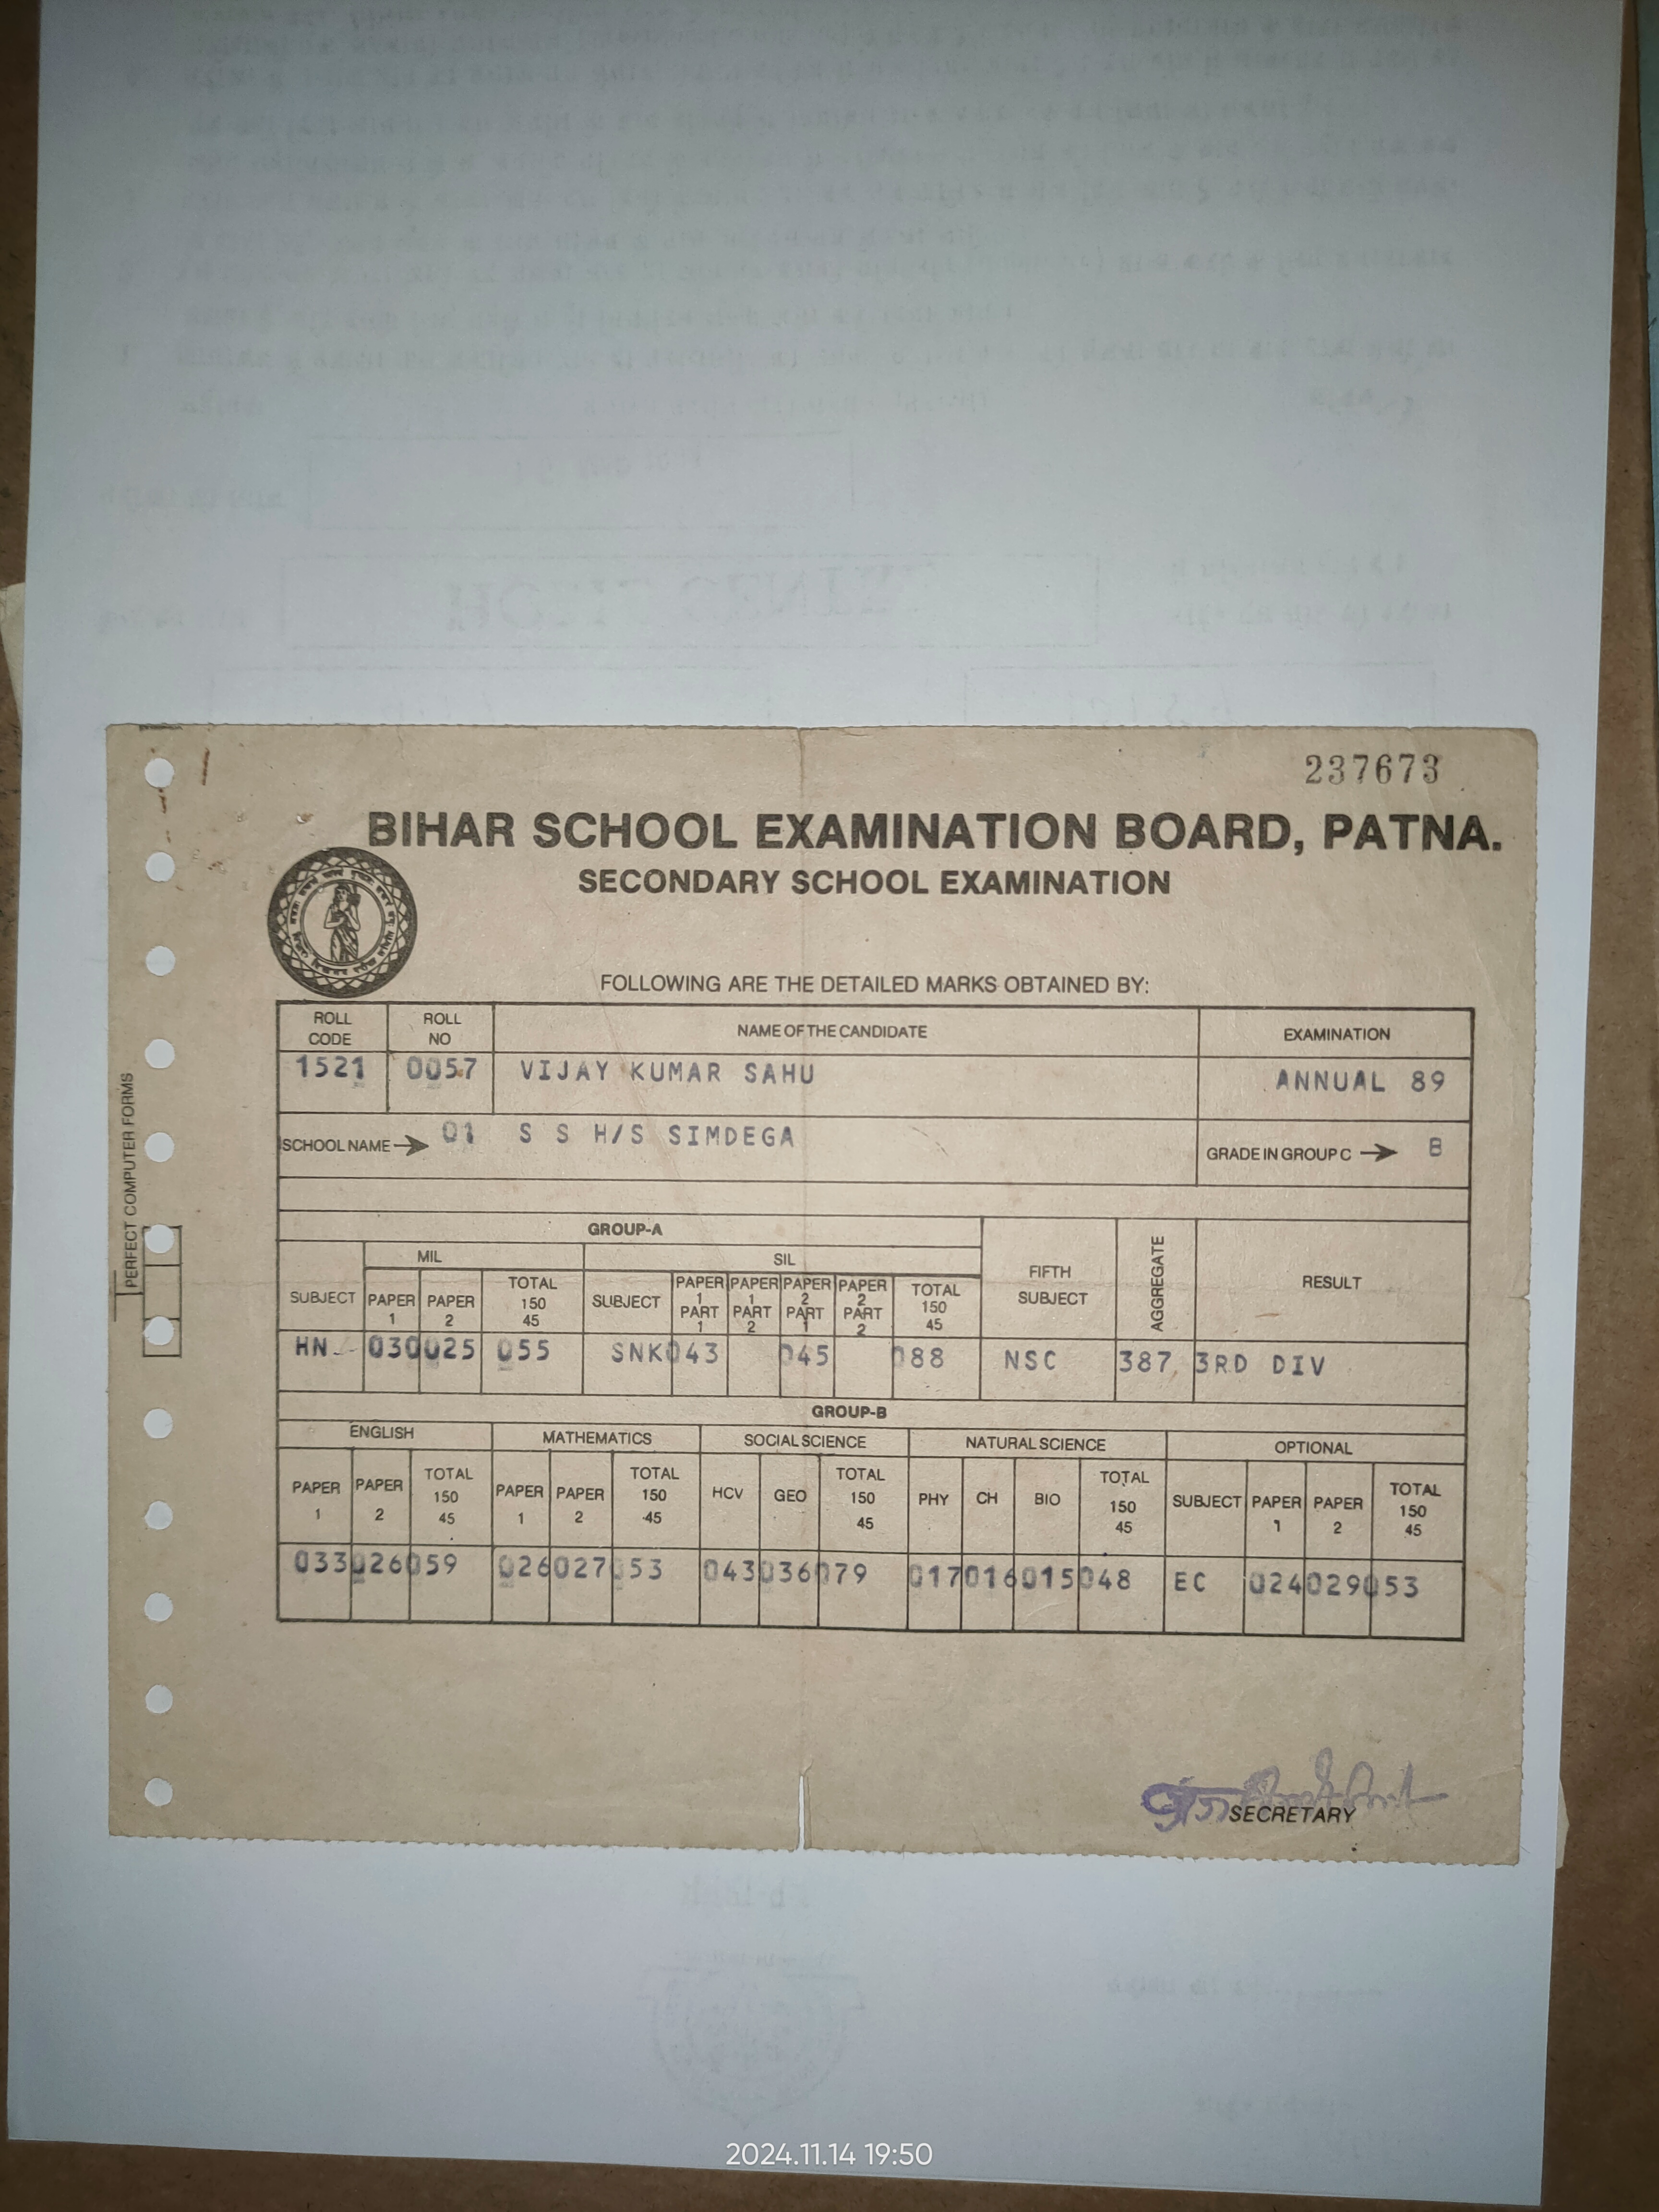 237673
BIHAR SCHOOL EXAMINATION BOARD, PATNA.
SECONDARY SCHOOL EXAMINATION
FOLLOWING ARE THE DETAILED MARKS OBTAINED BY:
ROLL CODE ROLL NO NAME OF THE CANDIDATE EXAMINATION
1521 0057 VIJAY KUMAR SAHU ANNUAL 89
SCHOOL NAME → 01 S S H/S SIMDEGA GRADE IN GROUP C → B
GROUP-A
MIL SIL FIFTH SUBJECT AGGREGATE RESULT
SUBJECT PAPER 1 PAPER 2 TOTAL 150 45 SUBJECT PAPER 1 PART 1 PAPER 1 PART 2 PAPER 2 PART 1 PAPER 2 PART 2 TOTAL 150 45
HN 030 025 055 SNK 043 045 088 NSC 387 3RD DIV
GROUP-B
ENGLISH MATHEMATICS SOCIAL SCIENCE NATURAL SCIENCE OPTIONAL
PAPER 1 PAPER 2 TOTAL 150 45 PAPER 1 PAPER 2 TOTAL 150 45 HCV GEO TOTAL 150 45 PHY CH BIO TOTAL 150 45 SUBJECT PAPER 1 PAPER 2 TOTAL 150 45
033 026 059 026 027 053 043 036 079 017 016 015 048 EC 024 029 053
SECRETARY
PERFECT COMPUTER FORMS
2024.11.14 19:50